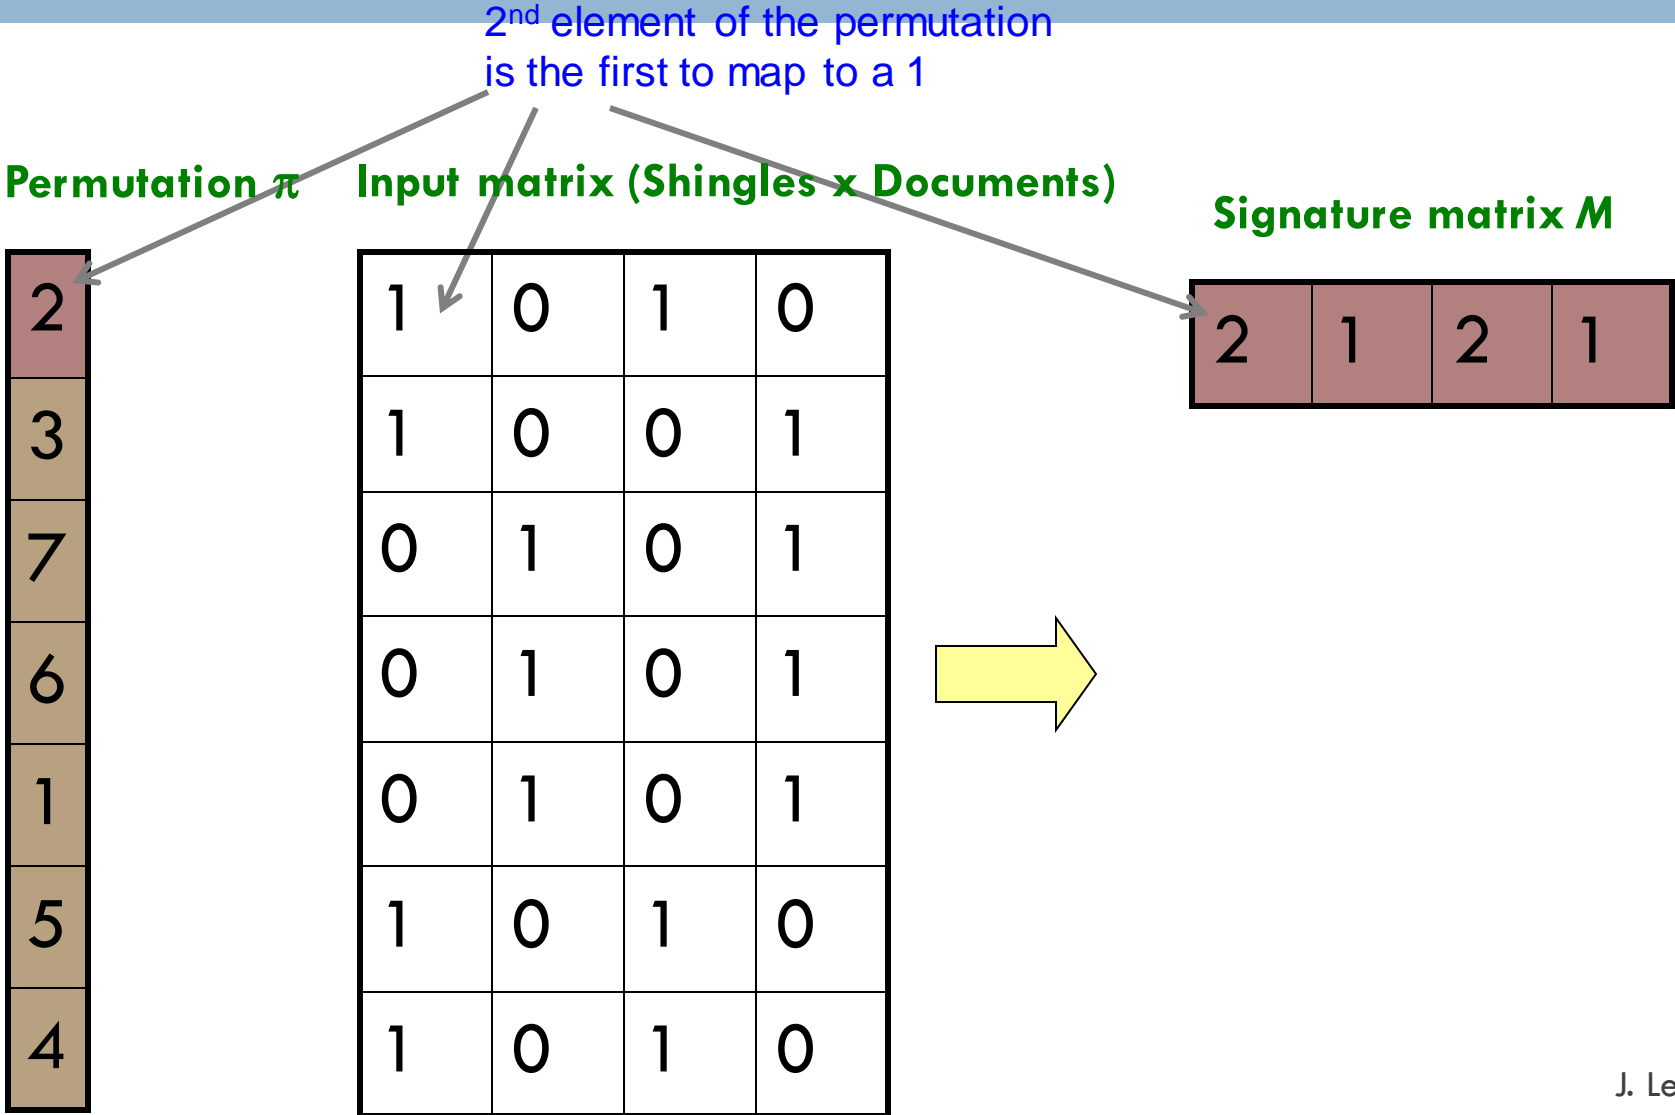 2nd element of the permutation
is the first to map to a 1
Permutation π
Input matrix (Shingles x Documents)
Signature matrix M
2
3
7
6
1
5
4
1 0 1 0
1 0 0 1
0 1 0 1
0 1 0 1
0 1 0 1
1 0 1 0
1 0 1 0
2 1 2 1
J. Le